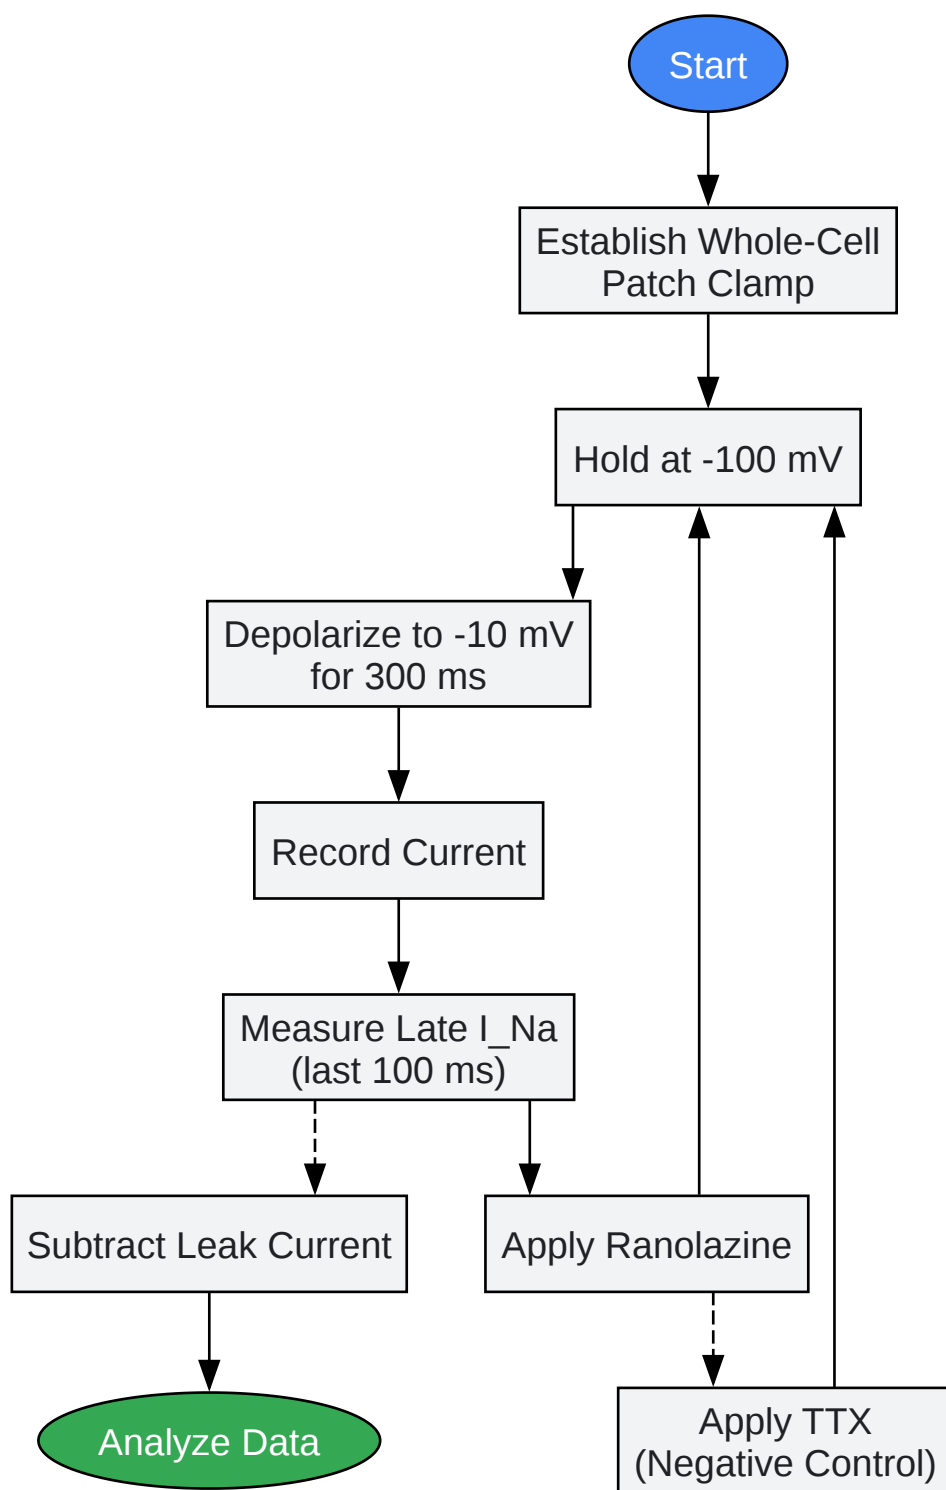 Start
Establish Whole-Cell
Patch Clamp
Hold at -100 mV
Depolarize to -10 mV
for 300 ms
Record Current
Measure Late I_Na
(last 100 ms)
Subtract Leak Current
Apply Ranolazine
Analyze Data
Apply TTX
(Negative Control)